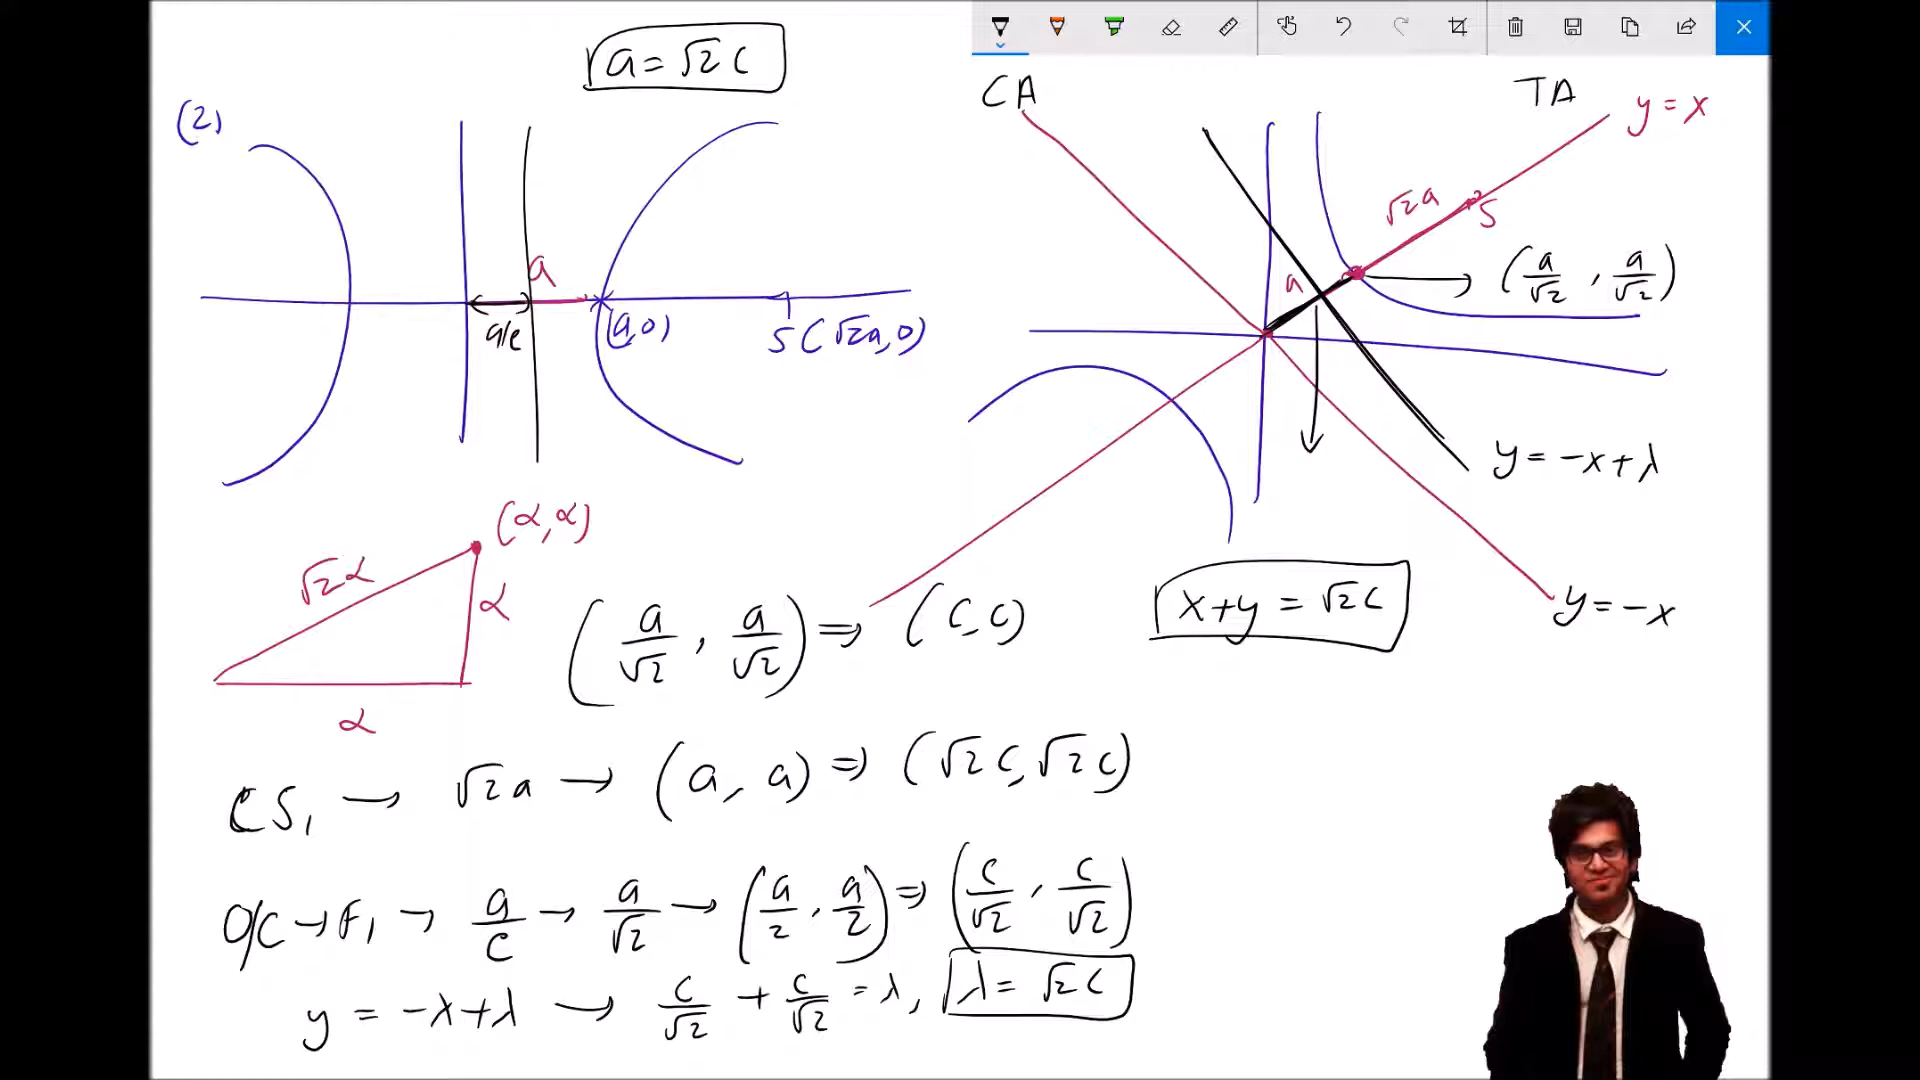 a = √2 c
(2)
CA
TA
y = x
a
a/e
(a,0)
S (√2a, 0)
√2a
S
a
(a/√2 , a/√2)
y = -x+λ
y = -x
x+y = √2c
(α,α)
√2α
α
α
(a/√2 , a/√2) ⇒ (c,c)
CS₁ → √2a → (a, a) ⇒ (√2c, √2c)
O/C → F₁ → a/e → a/√2 → (a/2 , a/2) ⇒ (c/√2 , c/√2)
y = -x+λ → c/√2 + c/√2 = λ, λ = √2c